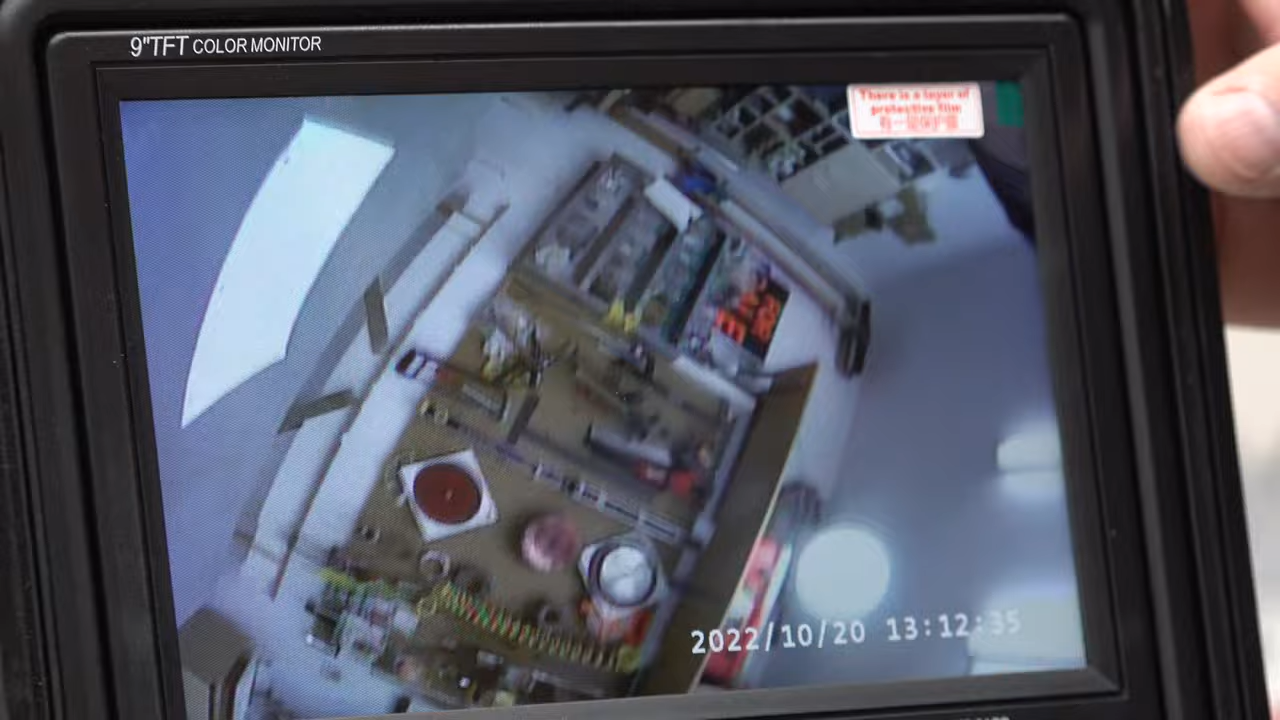 9"TFT COLOR MONITOR
There is a layer of
protective film
2022/10/20 13:12:35